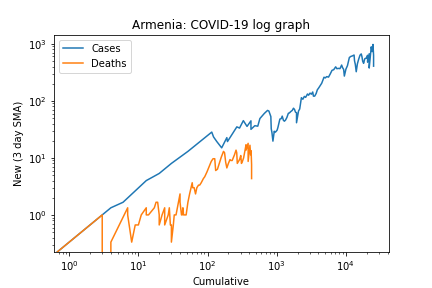 Armenia: COVID-19 log graph
Cases
Deaths
New (3 day SMA)
10³
10²
10¹
10⁰
10⁰ 10¹ 10² 10³ 10⁴
Cumulative